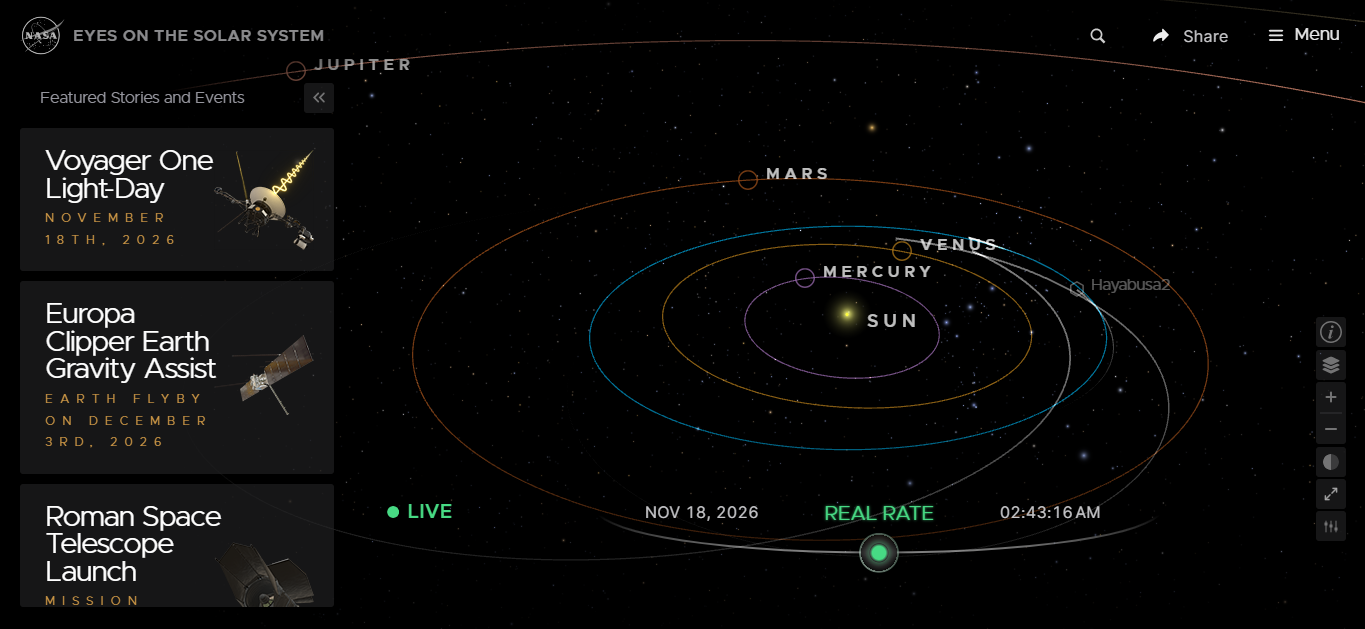 NASA
EYES ON THE SOLAR SYSTEM
Share
Menu
JUPITER
Featured Stories and Events
Voyager One
Light-Day
NOVEMBER
18TH, 2026
Europa
Clipper Earth
Gravity Assist
EARTH FLYBY
ON DECEMBER
3RD, 2026
Roman Space
Telescope
Launch
MISSION
MARS
VENUS
MERCURY
Hayabusa2
SUN
LIVE
NOV 18, 2026
REAL RATE
02:43:16 AM